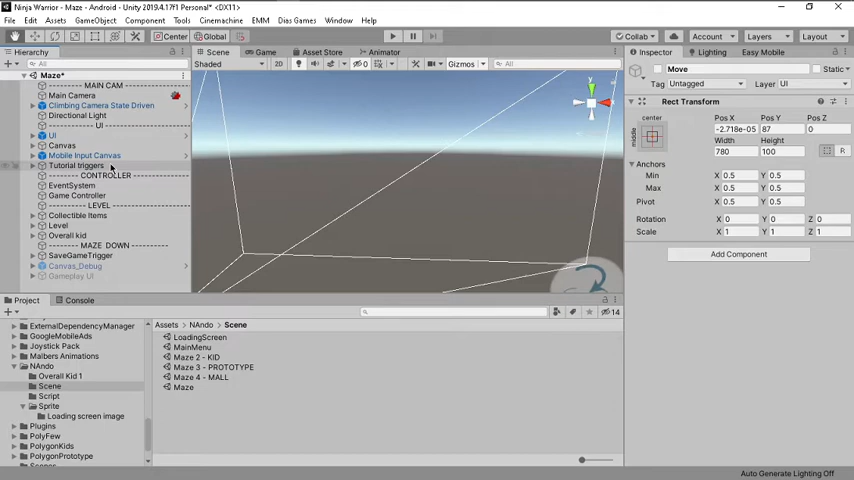 Ninja Warrior - Maze - Android - Unity 2019.4.17f1 Personal* <DX11>
File Edit Assets GameObject Component Tools Cinemachine EMM Dias Games Window Help
Center Global Collab Account Layers Layout
Hierarchy Scene Game Asset Store Animator Inspector Lighting Easy Mobile
All Shaded 2D 0 Gizmos All Move Static
Maze*
Tag Untagged Layer UI
MAIN CAM
Main Camera
Climbing Camera State Driven
Directional Light
UI
UI
Canvas
Mobile Input Canvas
Tutorial triggers
CONTROLLER
EventSystem
Game Controller
LEVEL
Collectible Items
Level
Overall kid
MAZE DOWN
SaveGameTrigger
Canvas_Debug
Gameplay UI
y
Rect Transform
center Pos X Pos Y Pos Z
middle -2.718e-05 87 0
Width Height
780 100 R
Anchors
Min X 0.5 Y 0.5
Max X 0.5 Y 0.5
Pivot X 0.5 Y 0.5
Rotation X 0 Y 0 Z 0
Scale X 1 Y 1 Z 1
Add Component
Project Console
14
ExternalDependencyManager
GoogleMobileAds
Joystick Pack
Malbers Animations
NAndo
Overall Kid 1
Scene
Script
Sprite
Loading screen image
Plugins
PolyFew
PolygonKids
PolygonPrototype
Assets > NAndo > Scene
LoadingScreen
MainMenu
Maze 2 - KID
Maze 3 - PROTOTYPE
Maze 4 - MALL
Maze
Auto Generate Lighting Off